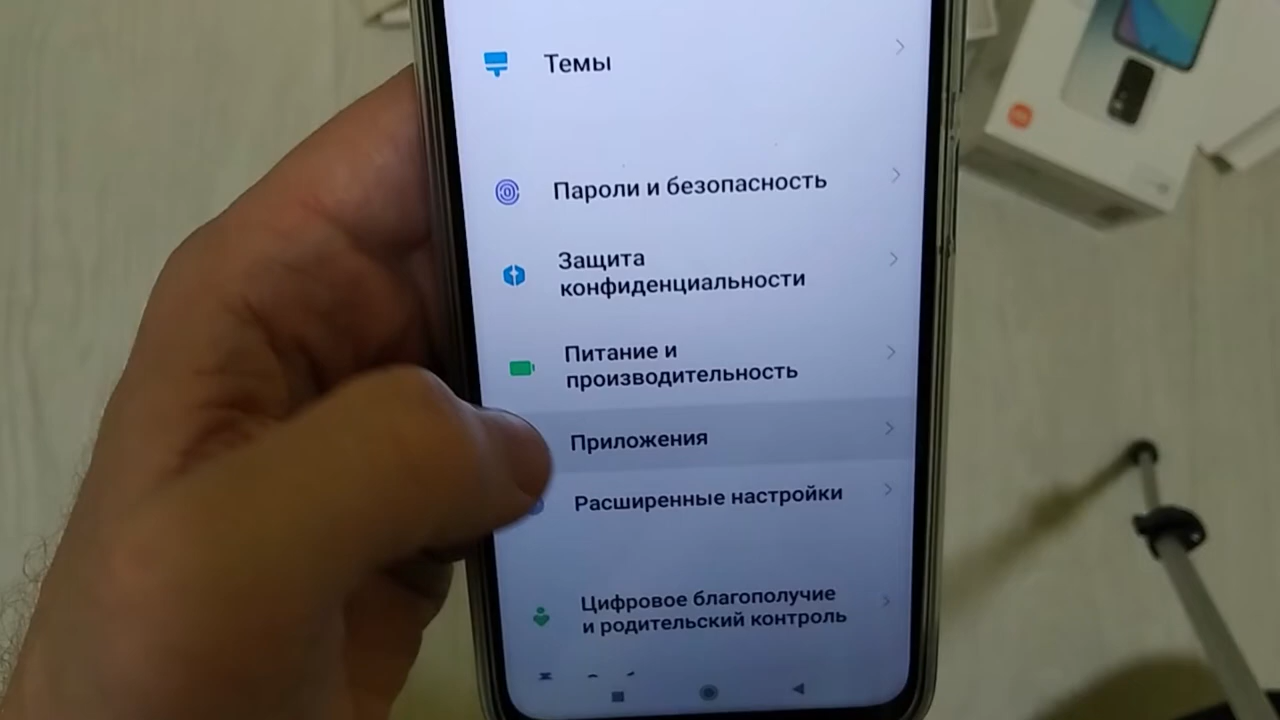 Темы
Пароли и безопасность
Защита
конфиденциальности
Питание и
производительность
Приложения
Расширенные настройки
Цифровое благополучие
и родительский контроль